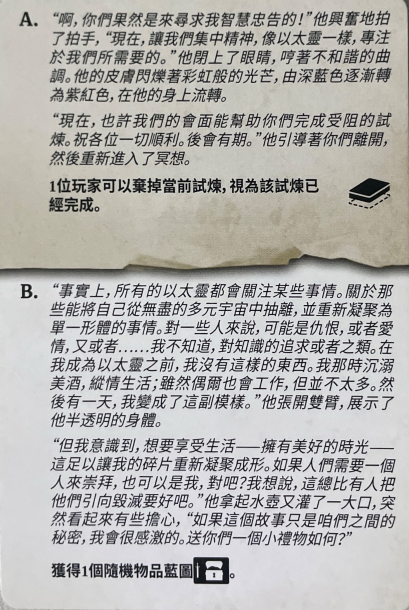 A. “啊，你們果然是來尋求我智慧忠告的！”他興奮地拍
了拍手，“現在，讓我們集中精神，像以太靈一樣，專注
於我們所需要的。”他閉上了眼睛，哼著不和諧的曲
調。他的皮膚閃爍著彩虹般的光芒，由深藍色逐漸轉
為紫紅色，在他的身上流轉。
“現在，也許我們的會面能幫助你們完成受阻的試
煉。祝各位一切順利。後會有期。”他引導著你們離開，
然後重新進入了冥想。
1位玩家可以棄掉當前試煉，視為該試煉已
經完成。
B. “事實上，所有的以太靈都會關注某些事情。關於那
些能將自己從無盡的多元宇宙中抽離，並重新凝聚為
單一形體的事情。對一些人來說，可能是仇恨，或者愛
情，又或者……我不知道，對知識的追求或者之類。在
我成為以太靈之前，我沒有這樣的東西。我那時沉溺
美酒，縱情生活；雖然偶爾也會工作，但並不太多。然
後有一天，我變成了這副模樣。”他張開雙臂，展示了
他半透明的身體。
“但我意識到，想要享受生活——擁有美好的時光——
這足以讓我的碎片重新凝聚成形。如果人們需要一個
人來崇拜，也可以是我，對吧？我想說，這總比有人把
他們引向毀滅要好吧。”他拿起水壺又灌了一大口，突
然看起來有些擔心，“如果這個故事只是咱們之間的
秘密，我會很感激的。送你們一個小禮物如何？”
獲得1個隨機物品藍圖 1。